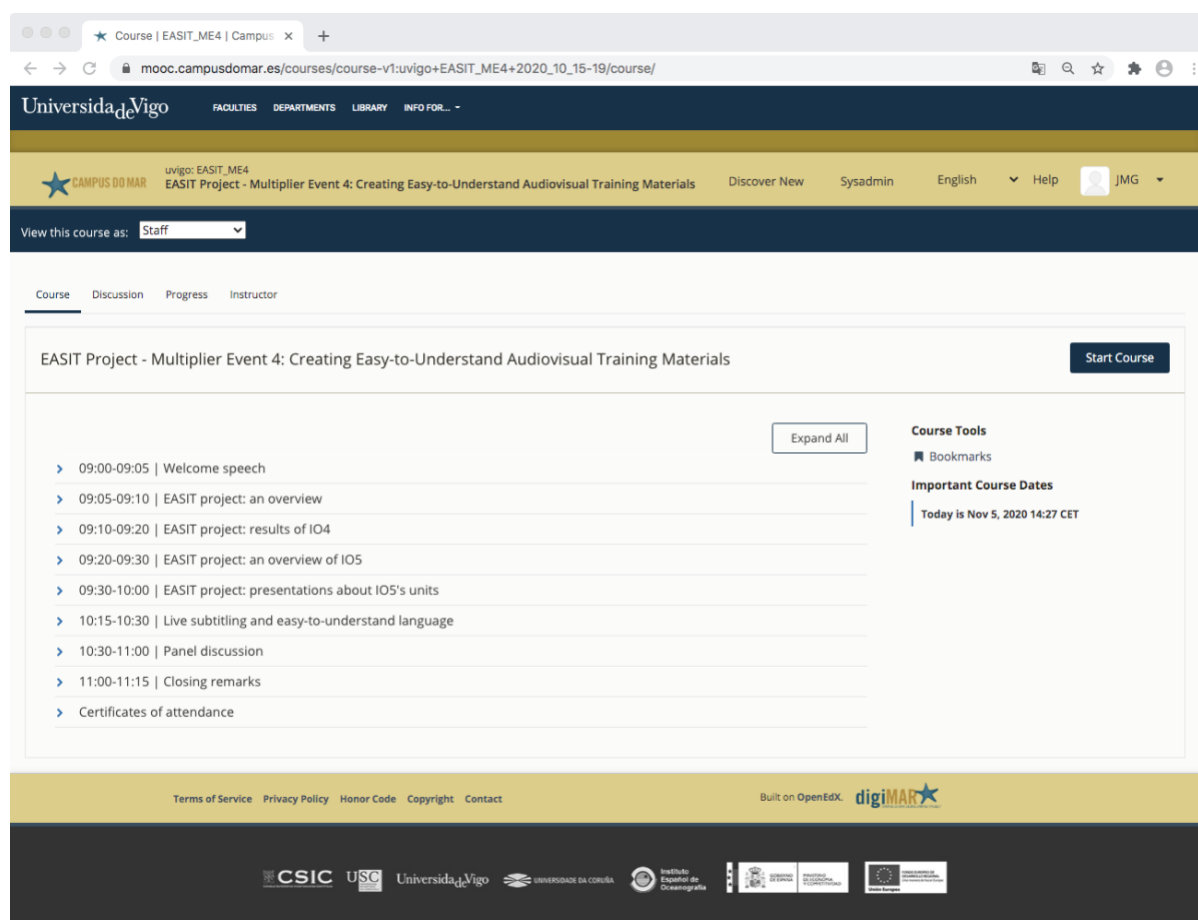 Course | EASIT_ME4 | Campus
mooc.campusdomar.es/courses/course-v1:uvigo+EASIT_ME4+2020_10_15-19/course/
UniversidadeVigo FACULTIES DEPARTMENTS LIBRARY INFO FOR...
CAMPUS DO MAR
uvigo: EASIT_ME4
EASIT Project - Multiplier Event 4: Creating Easy-to-Understand Audiovisual Training Materials
Discover New Sysadmin English Help JMG
View this course as: Staff
Course Discussion Progress Instructor
EASIT Project - Multiplier Event 4: Creating Easy-to-Understand Audiovisual Training Materials
Start Course
Expand All
09:00-09:05 | Welcome speech
09:05-09:10 | EASIT project: an overview
09:10-09:20 | EASIT project: results of IO4
09:20-09:30 | EASIT project: an overview of IO5
09:30-10:00 | EASIT project: presentations about IO5's units
10:15-10:30 | Live subtitling and easy-to-understand language
10:30-11:00 | Panel discussion
11:00-11:15 | Closing remarks
Certificates of attendance
Course Tools
Bookmarks
Important Course Dates
Today is Nov 5, 2020 14:27 CET
Terms of Service Privacy Policy Honor Code Copyright Contact
Built on OpenEdX. digiMAR
CSIC USC UniversidadeVigo UNIVERSIDADE DA CORUÑA
Instituto
Español de
Oceanografía
GOBIERNO
DE ESPAÑA
MINISTERIO
DE ECONOMÍA
Y COMPETITIVIDAD
Unión Europea